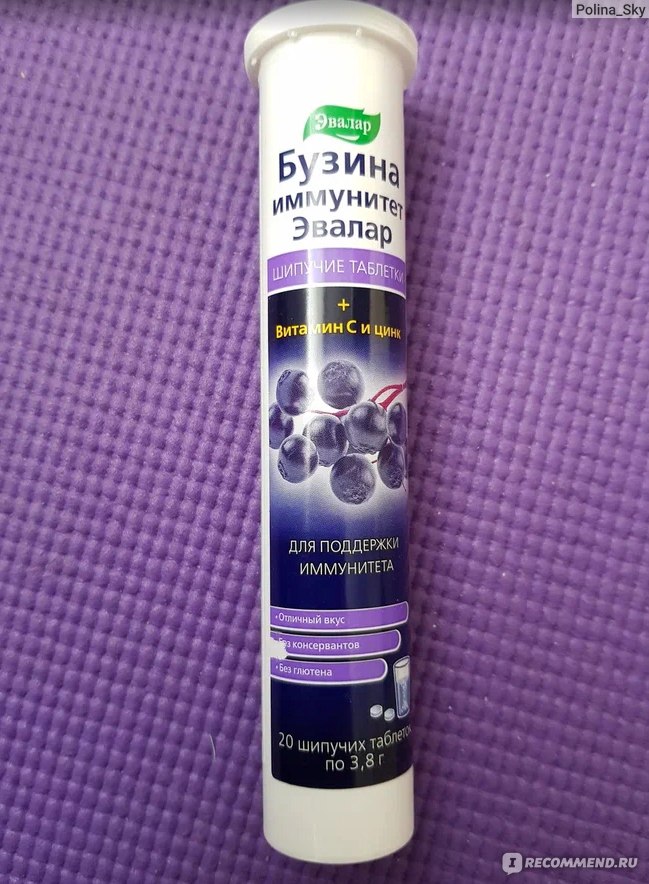 Polina_Sky
Эвалар
Бузина
иммунитет
Эвалар
ШИПУЧИЕ ТАБЛЕТКИ
+
Витамин С и цинк
ДЛЯ ПОДДЕРЖКИ
ИММУНИТЕТА
• Отличный вкус
Без консервантов
• Без глютена
20 шипучих таблеток
по 3,8 г
IRECOMMEND.RU